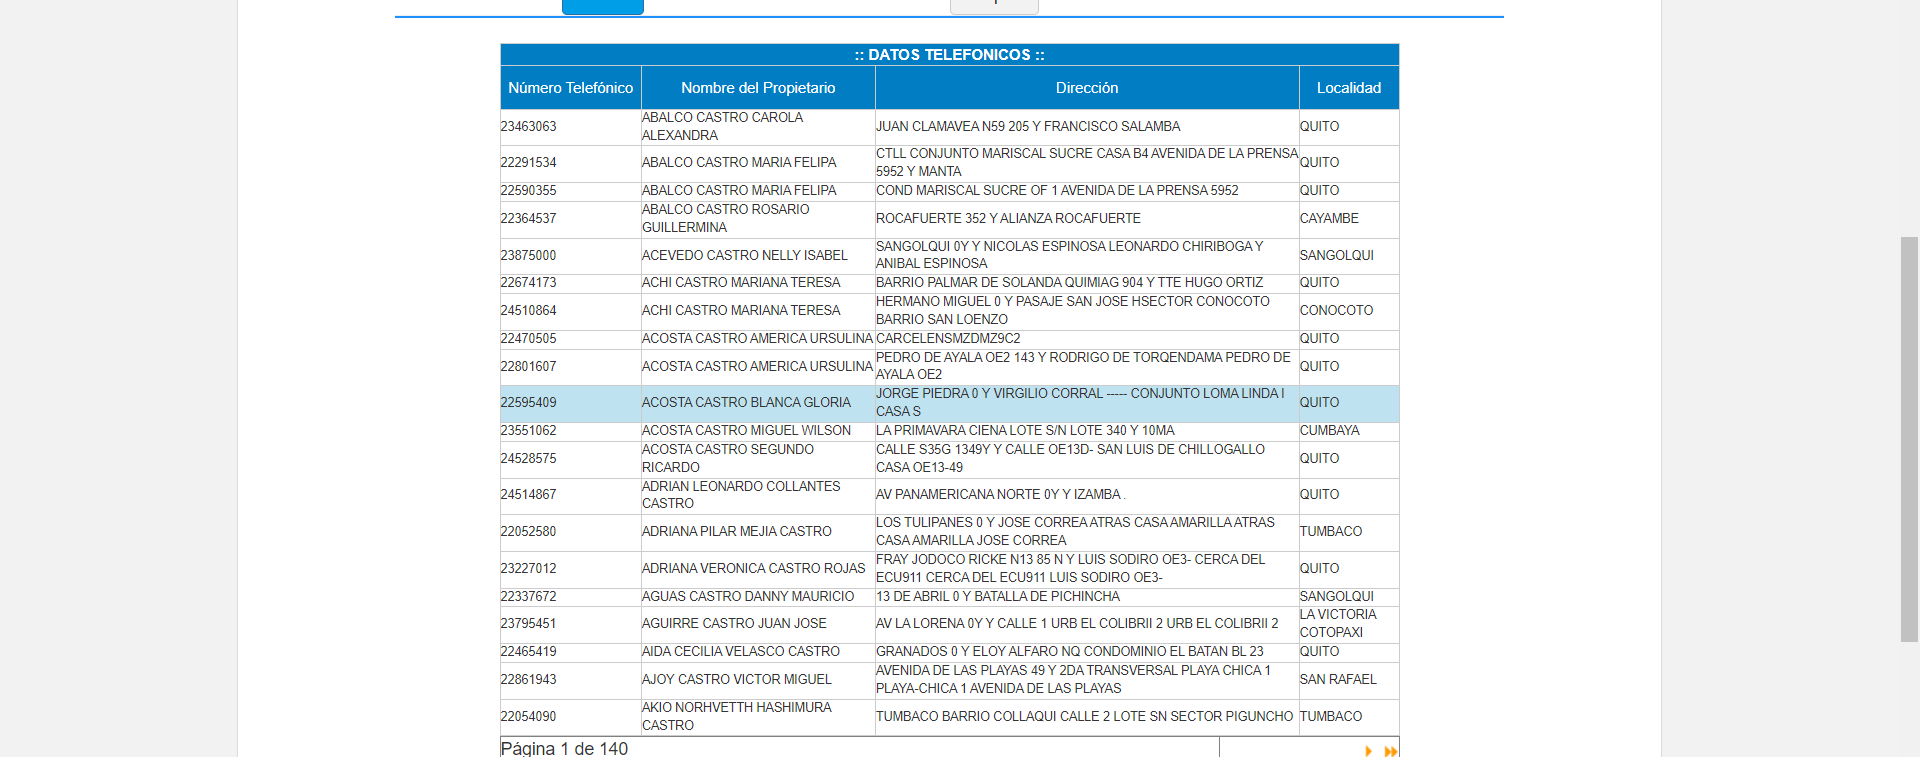 :: DATOS TELEFONICOS ::
Número Telefónico Nombre del Propietario Dirección Localidad
23463063 ABALCO CASTRO CAROLA ALEXANDRA JUAN CLAMAVEA N59 205 Y FRANCISCO SALAMBA QUITO
22291534 ABALCO CASTRO MARIA FELIPA CTLL CONJUNTO MARISCAL SUCRE CASA B4 AVENIDA DE LA PRENSA 5952 Y MANTA QUITO
22590355 ABALCO CASTRO MARIA FELIPA COND MARISCAL SUCRE OF 1 AVENIDA DE LA PRENSA 5952 QUITO
22364537 ABALCO CASTRO ROSARIO GUILLERMINA ROCAFUERTE 352 Y ALIANZA ROCAFUERTE CAYAMBE
23875000 ACEVEDO CASTRO NELLY ISABEL SANGOLQUI 0Y Y NICOLAS ESPINOSA LEONARDO CHIRIBOGA Y ANIBAL ESPINOSA SANGOLQUI
22674173 ACHI CASTRO MARIANA TERESA BARRIO PALMAR DE SOLANDA QUIMIAG 904 Y TTE HUGO ORTIZ QUITO
24510864 ACHI CASTRO MARIANA TERESA HERMANO MIGUEL 0 Y PASAJE SAN JOSE HSECTOR CONOCOTO BARRIO SAN LOENZO CONOCOTO
22470505 ACOSTA CASTRO AMERICA URSULINA CARCELENSMZDMZ9C2 QUITO
22801607 ACOSTA CASTRO AMERICA URSULINA PEDRO DE AYALA OE2 143 Y RODRIGO DE TORQENDAMA PEDRO DE AYALA OE2 QUITO
22595409 ACOSTA CASTRO BLANCA GLORIA JORGE PIEDRA 0 Y VIRGILIO CORRAL ----- CONJUNTO LOMA LINDA I CASA S QUITO
23551062 ACOSTA CASTRO MIGUEL WILSON LA PRIMAVARA CIENA LOTE S/N LOTE 340 Y 10MA CUMBAYA
24528575 ACOSTA CASTRO SEGUNDO RICARDO CALLE S35G 1349Y Y CALLE OE13D- SAN LUIS DE CHILLOGALLO CASA OE13-49 QUITO
24514867 ADRIAN LEONARDO COLLANTES CASTRO AV PANAMERICANA NORTE 0Y Y IZAMBA . QUITO
22052580 ADRIANA PILAR MEJIA CASTRO LOS TULIPANES 0 Y JOSE CORREA ATRAS CASA AMARILLA ATRAS CASA AMARILLA JOSE CORREA TUMBACO
23227012 ADRIANA VERONICA CASTRO ROJAS FRAY JODOCO RICKE N13 85 N Y LUIS SODIRO OE3- CERCA DEL ECU911 CERCA DEL ECU911 LUIS SODIRO OE3- QUITO
22337672 AGUAS CASTRO DANNY MAURICIO 13 DE ABRIL 0 Y BATALLA DE PICHINCHA SANGOLQUI
23795451 AGUIRRE CASTRO JUAN JOSE AV LA LORENA 0Y Y CALLE 1 URB EL COLIBRII 2 URB EL COLIBRII 2 LA VICTORIA COTOPAXI
22465419 AIDA CECILIA VELASCO CASTRO GRANADOS 0 Y ELOY ALFARO NQ CONDOMINIO EL BATAN BL 23 QUITO
22861943 AJOY CASTRO VICTOR MIGUEL AVENIDA DE LAS PLAYAS 49 Y 2DA TRANSVERSAL PLAYA CHICA 1 PLAYA-CHICA 1 AVENIDA DE LAS PLAYAS SAN RAFAEL
22054090 AKIO NORHVETTH HASHIMURA CASTRO TUMBACO BARRIO COLLAQUI CALLE 2 LOTE SN SECTOR PIGUNCHO TUMBACO
Página 1 de 140